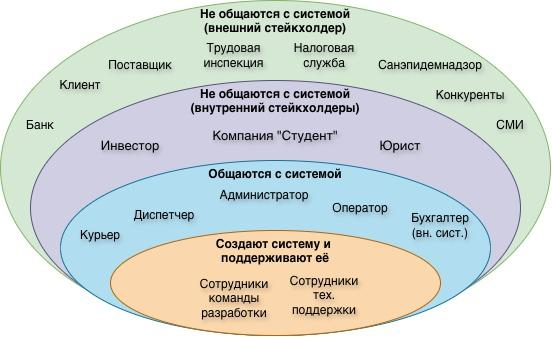 Не общаются с системой
(внешний стейкхолдер)
Трудовая
инспекция
Налоговая
служба
Поставщик
Санэпидемнадзор
Клиент
Конкуренты
Банк
СМИ
Не общаются с системой
(внутренний стейкхолдеры)
Компания "Студент"
Инвестор
Юрист
Общаются с системой
Администратор
Диспетчер
Оператор
Курьер
Бухгалтер
(вн. сист.)
Создают систему и
поддерживают её
Сотрудники
команды
разработки
Сотрудники
тех.
поддержки